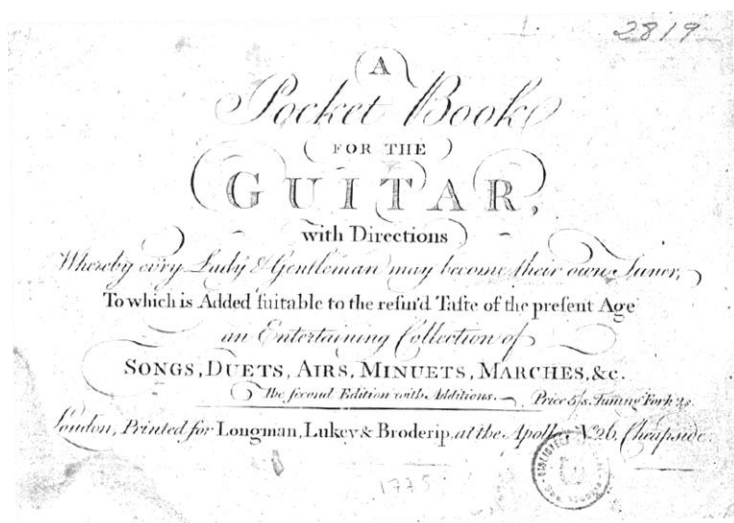 2819
A
Pocket Book
FOR THE
GUITAR,
with Directions
Whereby evry Lady & Gentleman may become their own Tuner,
To which is Added ſuitable to the refin'd Taſte of the preſent Age
an Entertaining Collection of
SONGS, DUETS, AIRS, MINUETS, MARCHES, &c.
The ſecond Edition with Additions. Price 5/s. Tuning Fork 2s
London, Printed for Longman, Lukey & Broderip, at the Apollo No. 26, Cheapside.
1775